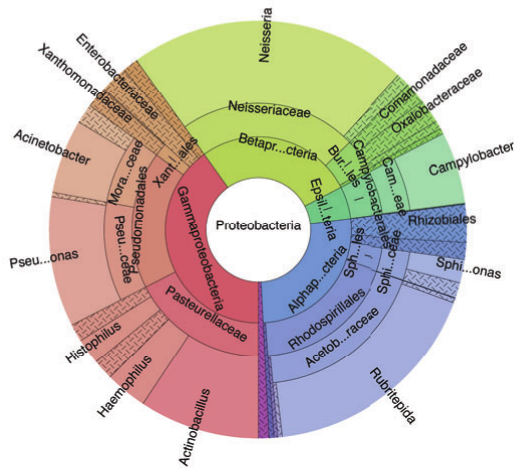 Neisseria
Enterobacteriaceae
Xanthomonadaceae
Comamonadaceae
Oxalobacteraceae
Neisseriaceae
Acinetobacter
Betapr...cteria
Bur...les
Campylobacterales
Campylobacter
Xant...ales
Mora...ceae
Cam...eae
Epsil...teria
Gammaproteobacteria
Pseudomonadales
Proteobacteria
Rhizobiales
Pseu...onas
Pseu...ceae
Alphap...cteria
Sph...les
Sphi...ceae
Sphi...onas
Pasteurellaceae
Rhodospirillales
Acetob...raceae
Histophilus
Haemophilus
Actinobacillus
Rubritepida